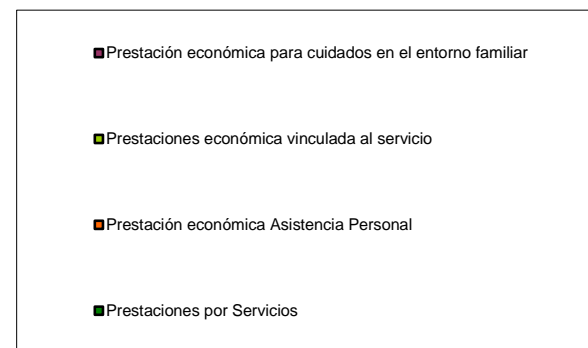 Prestación económica para cuidados en el entorno familiar
Prestaciones económica vinculada al servicio
Prestación económica Asistencia Personal
Prestaciones por Servicios